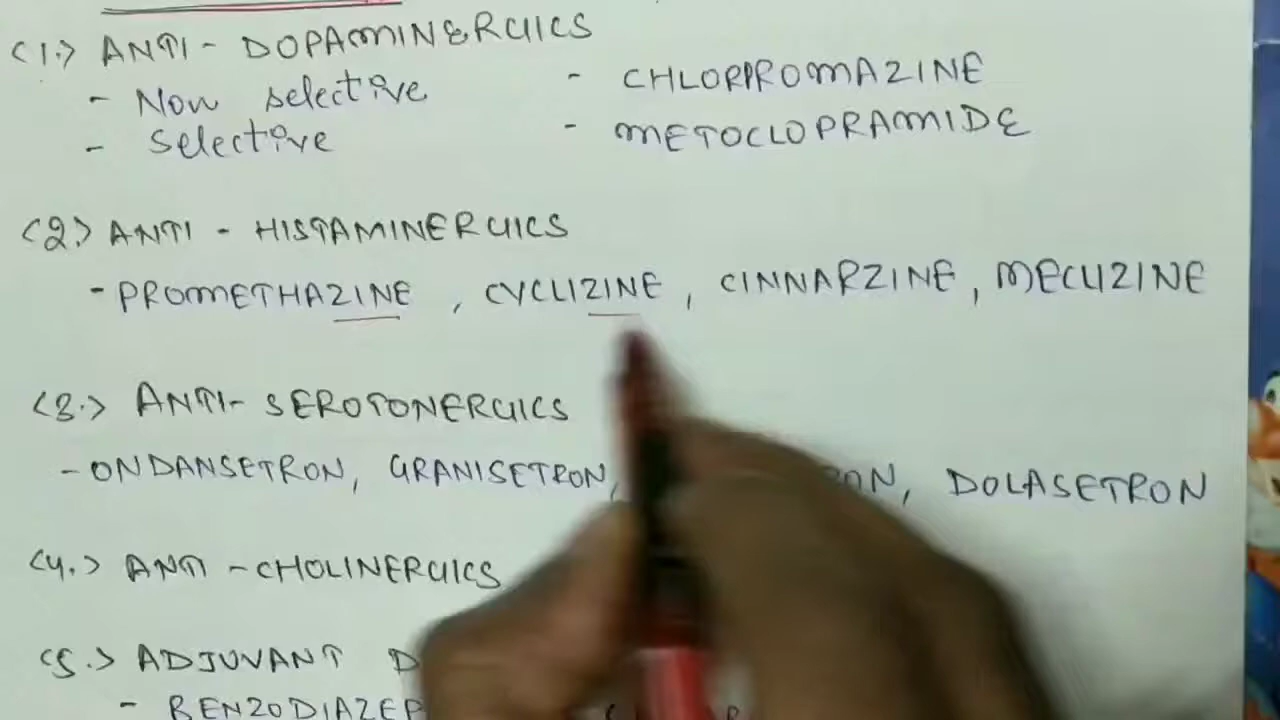 (1.) ANTI - DOPAMINERGICS
- Non selective - CHLORPROMAZINE
- Selective - METOCLOPRAMIDE
(2.) ANTI - HISTAMINERGICS
- PROMETHAZINE , CYCLIZINE , CINNARZINE , MECLIZINE
(3.) ANTI- SEROTONERGICS
- ONDANSETRON, GRANISETRON, DOLASETRON
(4.) ANTI - CHOLINERGICS
(5.) ADJUVANT
-